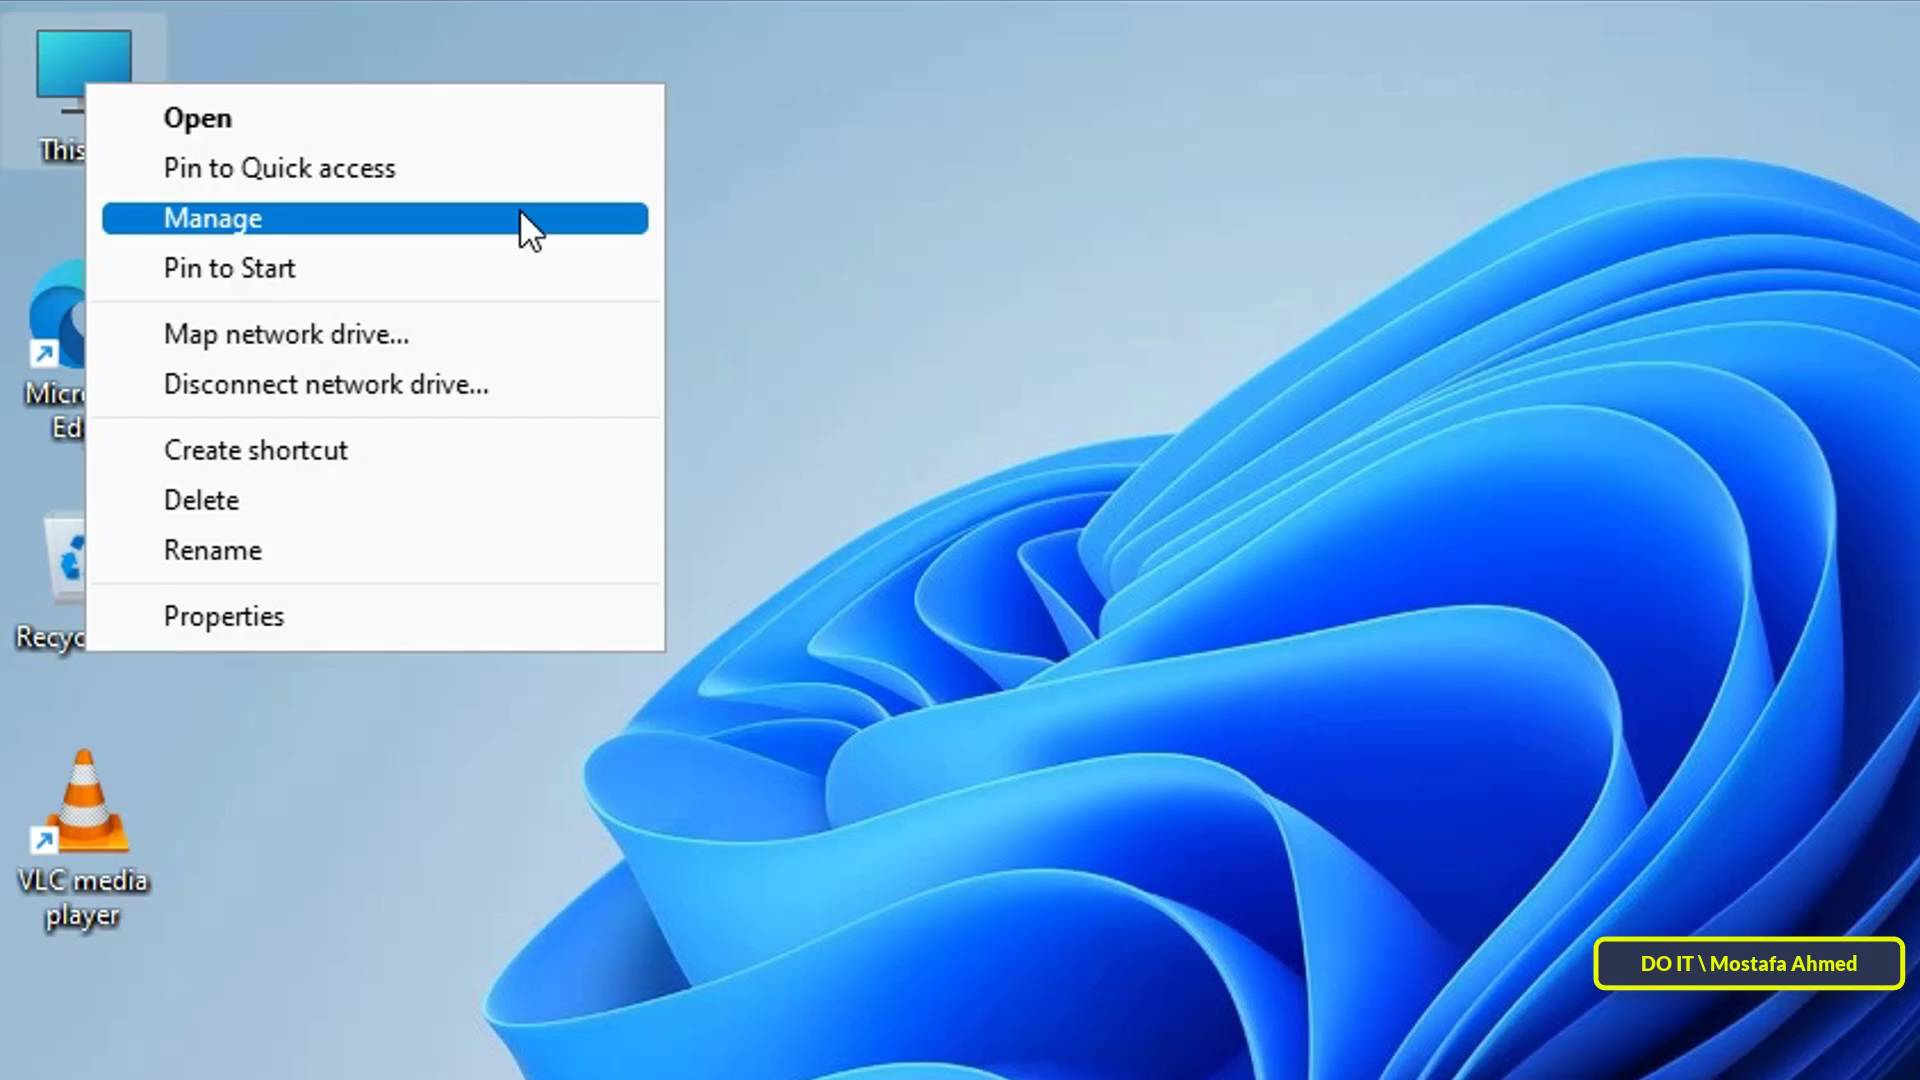 Open
Pin to Quick access
Manage
Pin to Start
Map network drive...
Disconnect network drive...
Create shortcut
Delete
Rename
Properties
This
Micr
Ed
Recyc
VLC media
player
DO IT \ Mostafa Ahmed